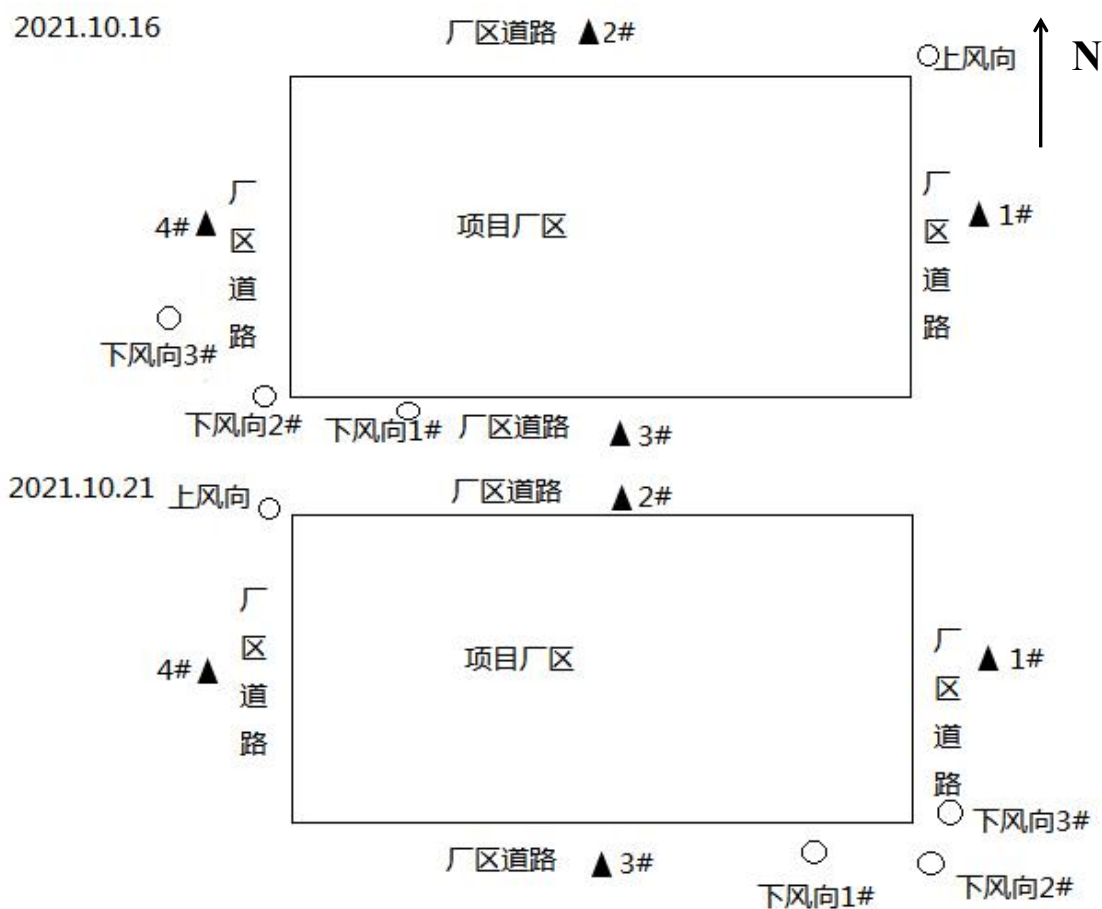 2021.10.16
厂区道路 ▲2#
上风向
N
厂区道路
4#▲
项目厂区
厂区道路
▲1#
下风向3#
下风向2#
下风向1#
厂区道路 ▲3#
2021.10.21
上风向
厂区道路 ▲2#
厂区道路
4#▲
项目厂区
厂区道路
▲1#
下风向3#
厂区道路 ▲3#
下风向1#
下风向2#